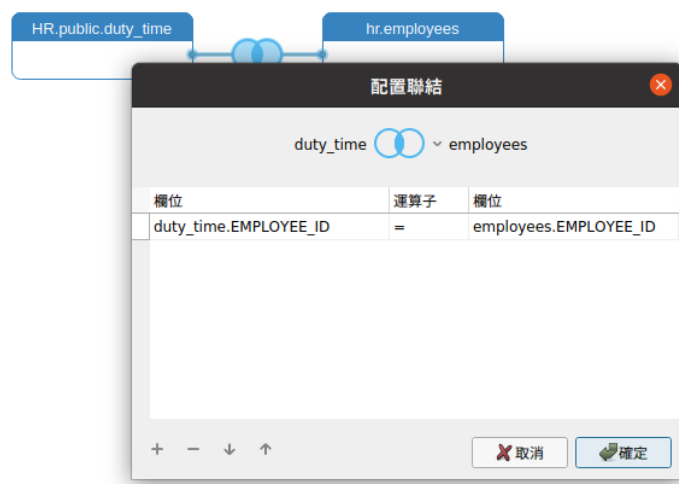 HR.public.duty_time
hr.employees
配置聯結
duty_time employees
欄位 運算子 欄位
duty_time.EMPLOYEE_ID = employees.EMPLOYEE_ID
取消 確定